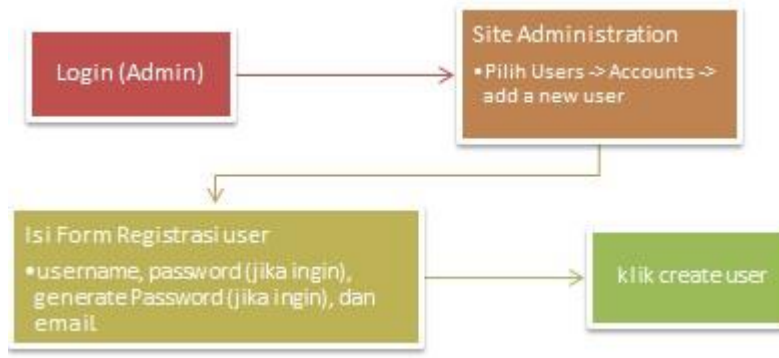 Login (Admin)
Site Administration
•Pilih Users -> Accounts ->
add a new user
Isi Form Registrasi user
•username, password (jika ingin),
generate Password (jika ingin), dan
email.
klik create user